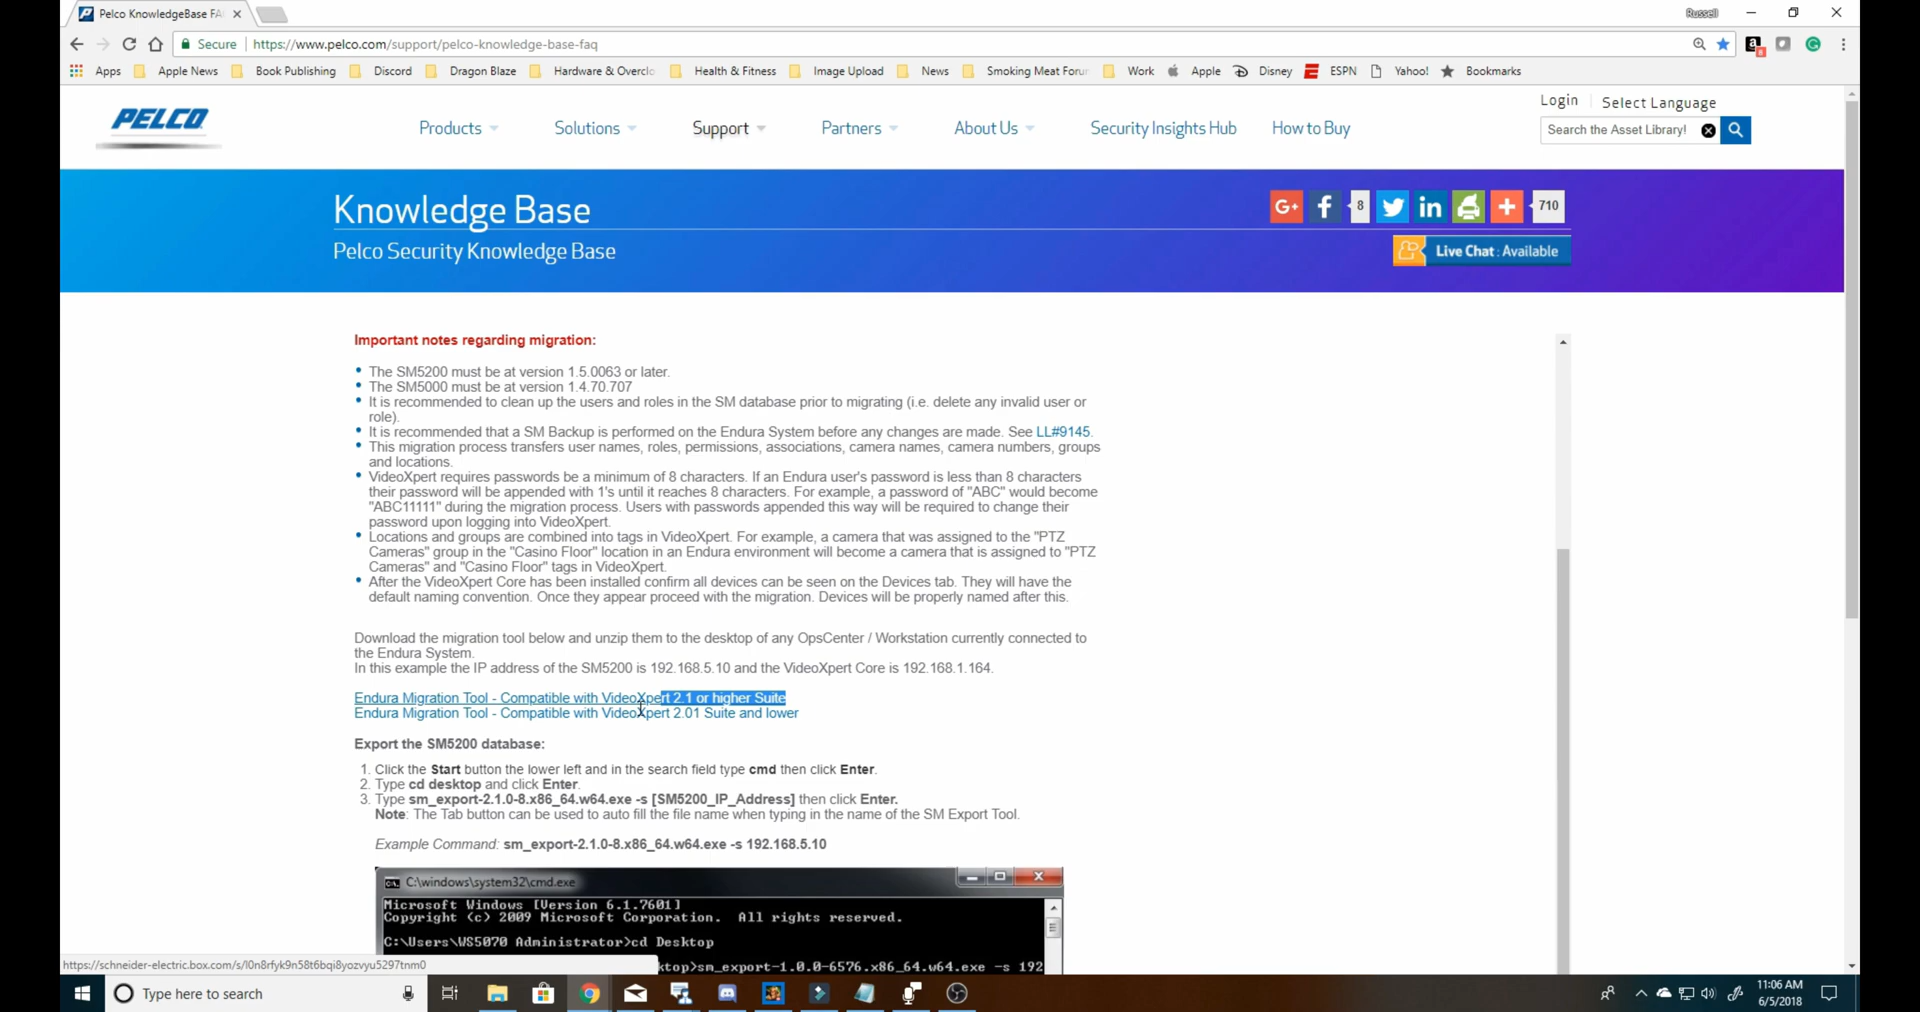 Pelco KnowledgeBase FA
Russell
Secure
https://www.pelco.com/support/pelco-knowledge-base-faq
Apps
Apple News
Book Publishing
Discord
Dragon Blaze
Hardware & Overclo
Health & Fitness
Image Upload
News
Smoking Meat Forum
Work
Apple
Disney
ESPN
Yahoo!
Bookmarks
PELCO
Products
Solutions
Support
Partners
About Us
Security Insights Hub
How to Buy
Login
Select Language
Search the Asset Library!
Knowledge Base
G+
8
in
710
Pelco Security Knowledge Base
Live Chat : Available
Important notes regarding migration:
The SM5200 must be at version 1.5.0063 or later.
The SM5000 must be at version 1.4.70.707
It is recommended to clean up the users and roles in the SM database prior to migrating (i.e. delete any invalid user or
role).
It is recommended that a SM Backup is performed on the Endura System before any changes are made. See LL#9145.
This migration process transfers user names, roles, permissions, associations, camera names, camera numbers, groups
and locations.
VideoXpert requires passwords be a minimum of 8 characters. If an Endura user's password is less than 8 characters
their password will be appended with 1's until it reaches 8 characters. For example, a password of "ABC" would become
"ABC11111" during the migration process. Users with passwords appended this way will be required to change their
password upon logging into VideoXpert.
Locations and groups are combined into tags in VideoXpert. For example, a camera that was assigned to the "PTZ
Cameras" group in the "Casino Floor" location in an Endura environment will become a camera that is assigned to "PTZ
Cameras" and "Casino Floor" tags in VideoXpert.
After the VideoXpert Core has been installed confirm all devices can be seen on the Devices tab. They will have the
default naming convention. Once they appear proceed with the migration. Devices will be properly named after this.
Download the migration tool below and unzip them to the desktop of any OpsCenter / Workstation currently connected to
the Endura System.
In this example the IP address of the SM5200 is 192.168.5.10 and the VideoXpert Core is 192.168.1.164.
Endura Migration Tool - Compatible with VideoXpert 2.1 or higher Suite
Endura Migration Tool - Compatible with VideoXpert 2.01 Suite and lower
Export the SM5200 database:
1. Click the Start button the lower left and in the search field type cmd then click Enter.
2. Type cd desktop and click Enter.
3. Type sm_export-2.1.0-8.x86_64.w64.exe -s [SM5200_IP_Address] then click Enter.
Note: The Tab button can be used to auto fill the file name when typing in the name of the SM Export Tool.
Example Command: sm_export-2.1.0-8.x86_64.w64.exe -s 192.168.5.10
C:\windows\system32\cmd.exe
Microsoft Windows [Version 6.1.7601]
Copyright (c) 2009 Microsoft Corporation. All rights reserved.
C:\Users\WS5070 Administrator>cd Desktop
ktop>sm_export-1.0.0-6576.x86_64.w64.exe -s 192
https://schneider-electric.box.com/s/l0n8rfyk9n58t6bqi8yozvyu5297tnm0
Type here to search
11:06 AM
6/5/2018